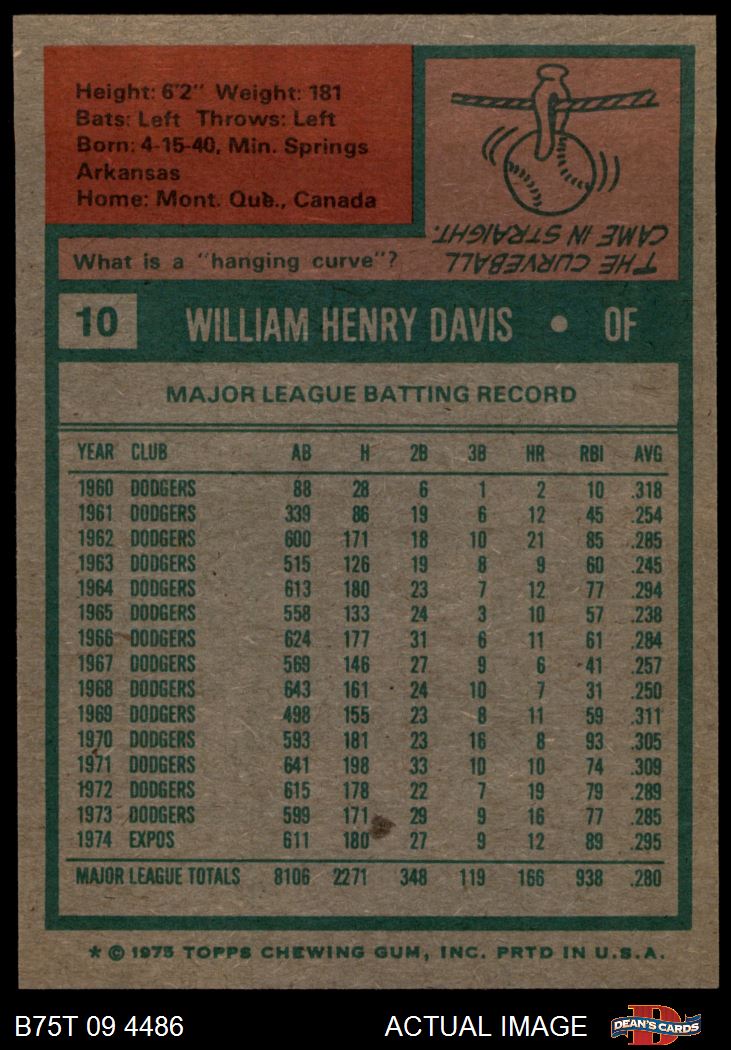 Height: 6'2" Weight: 181
Bats: Left Throws: Left
Born: 4-15-40, Min. Springs
Arkansas
Home: Mont. Que., Canada
What is a "hanging curve"?
THE CURVEBALL
CAME IN STRAIGHT.
10 WILLIAM HENRY DAVIS • OF
MAJOR LEAGUE BATTING RECORD
YEAR CLUB AB H 2B 3B HR RBI AVG
1960 DODGERS 88 28 6 1 2 10 .318
1961 DODGERS 339 86 19 6 12 45 .254
1962 DODGERS 600 171 18 10 21 85 .285
1963 DODGERS 515 126 19 8 9 60 .245
1964 DODGERS 613 180 23 7 12 77 .294
1965 DODGERS 558 133 24 3 10 57 .238
1966 DODGERS 624 177 31 6 11 61 .284
1967 DODGERS 569 146 27 9 6 41 .257
1968 DODGERS 643 161 24 10 7 31 .250
1969 DODGERS 498 155 23 8 11 59 .311
1970 DODGERS 593 181 23 16 8 93 .305
1971 DODGERS 641 198 33 10 10 74 .309
1972 DODGERS 615 178 22 7 19 79 .289
1973 DODGERS 599 171 29 9 16 77 .285
1974 EXPOS 611 180 27 9 12 89 .295
MAJOR LEAGUE TOTALS 8106 2271 348 119 166 938 .280
* © 1975 TOPPS CHEWING GUM, INC. PRTD IN U.S.A.
B75T 09 4486 ACTUAL IMAGE D DEAN'S CARDS